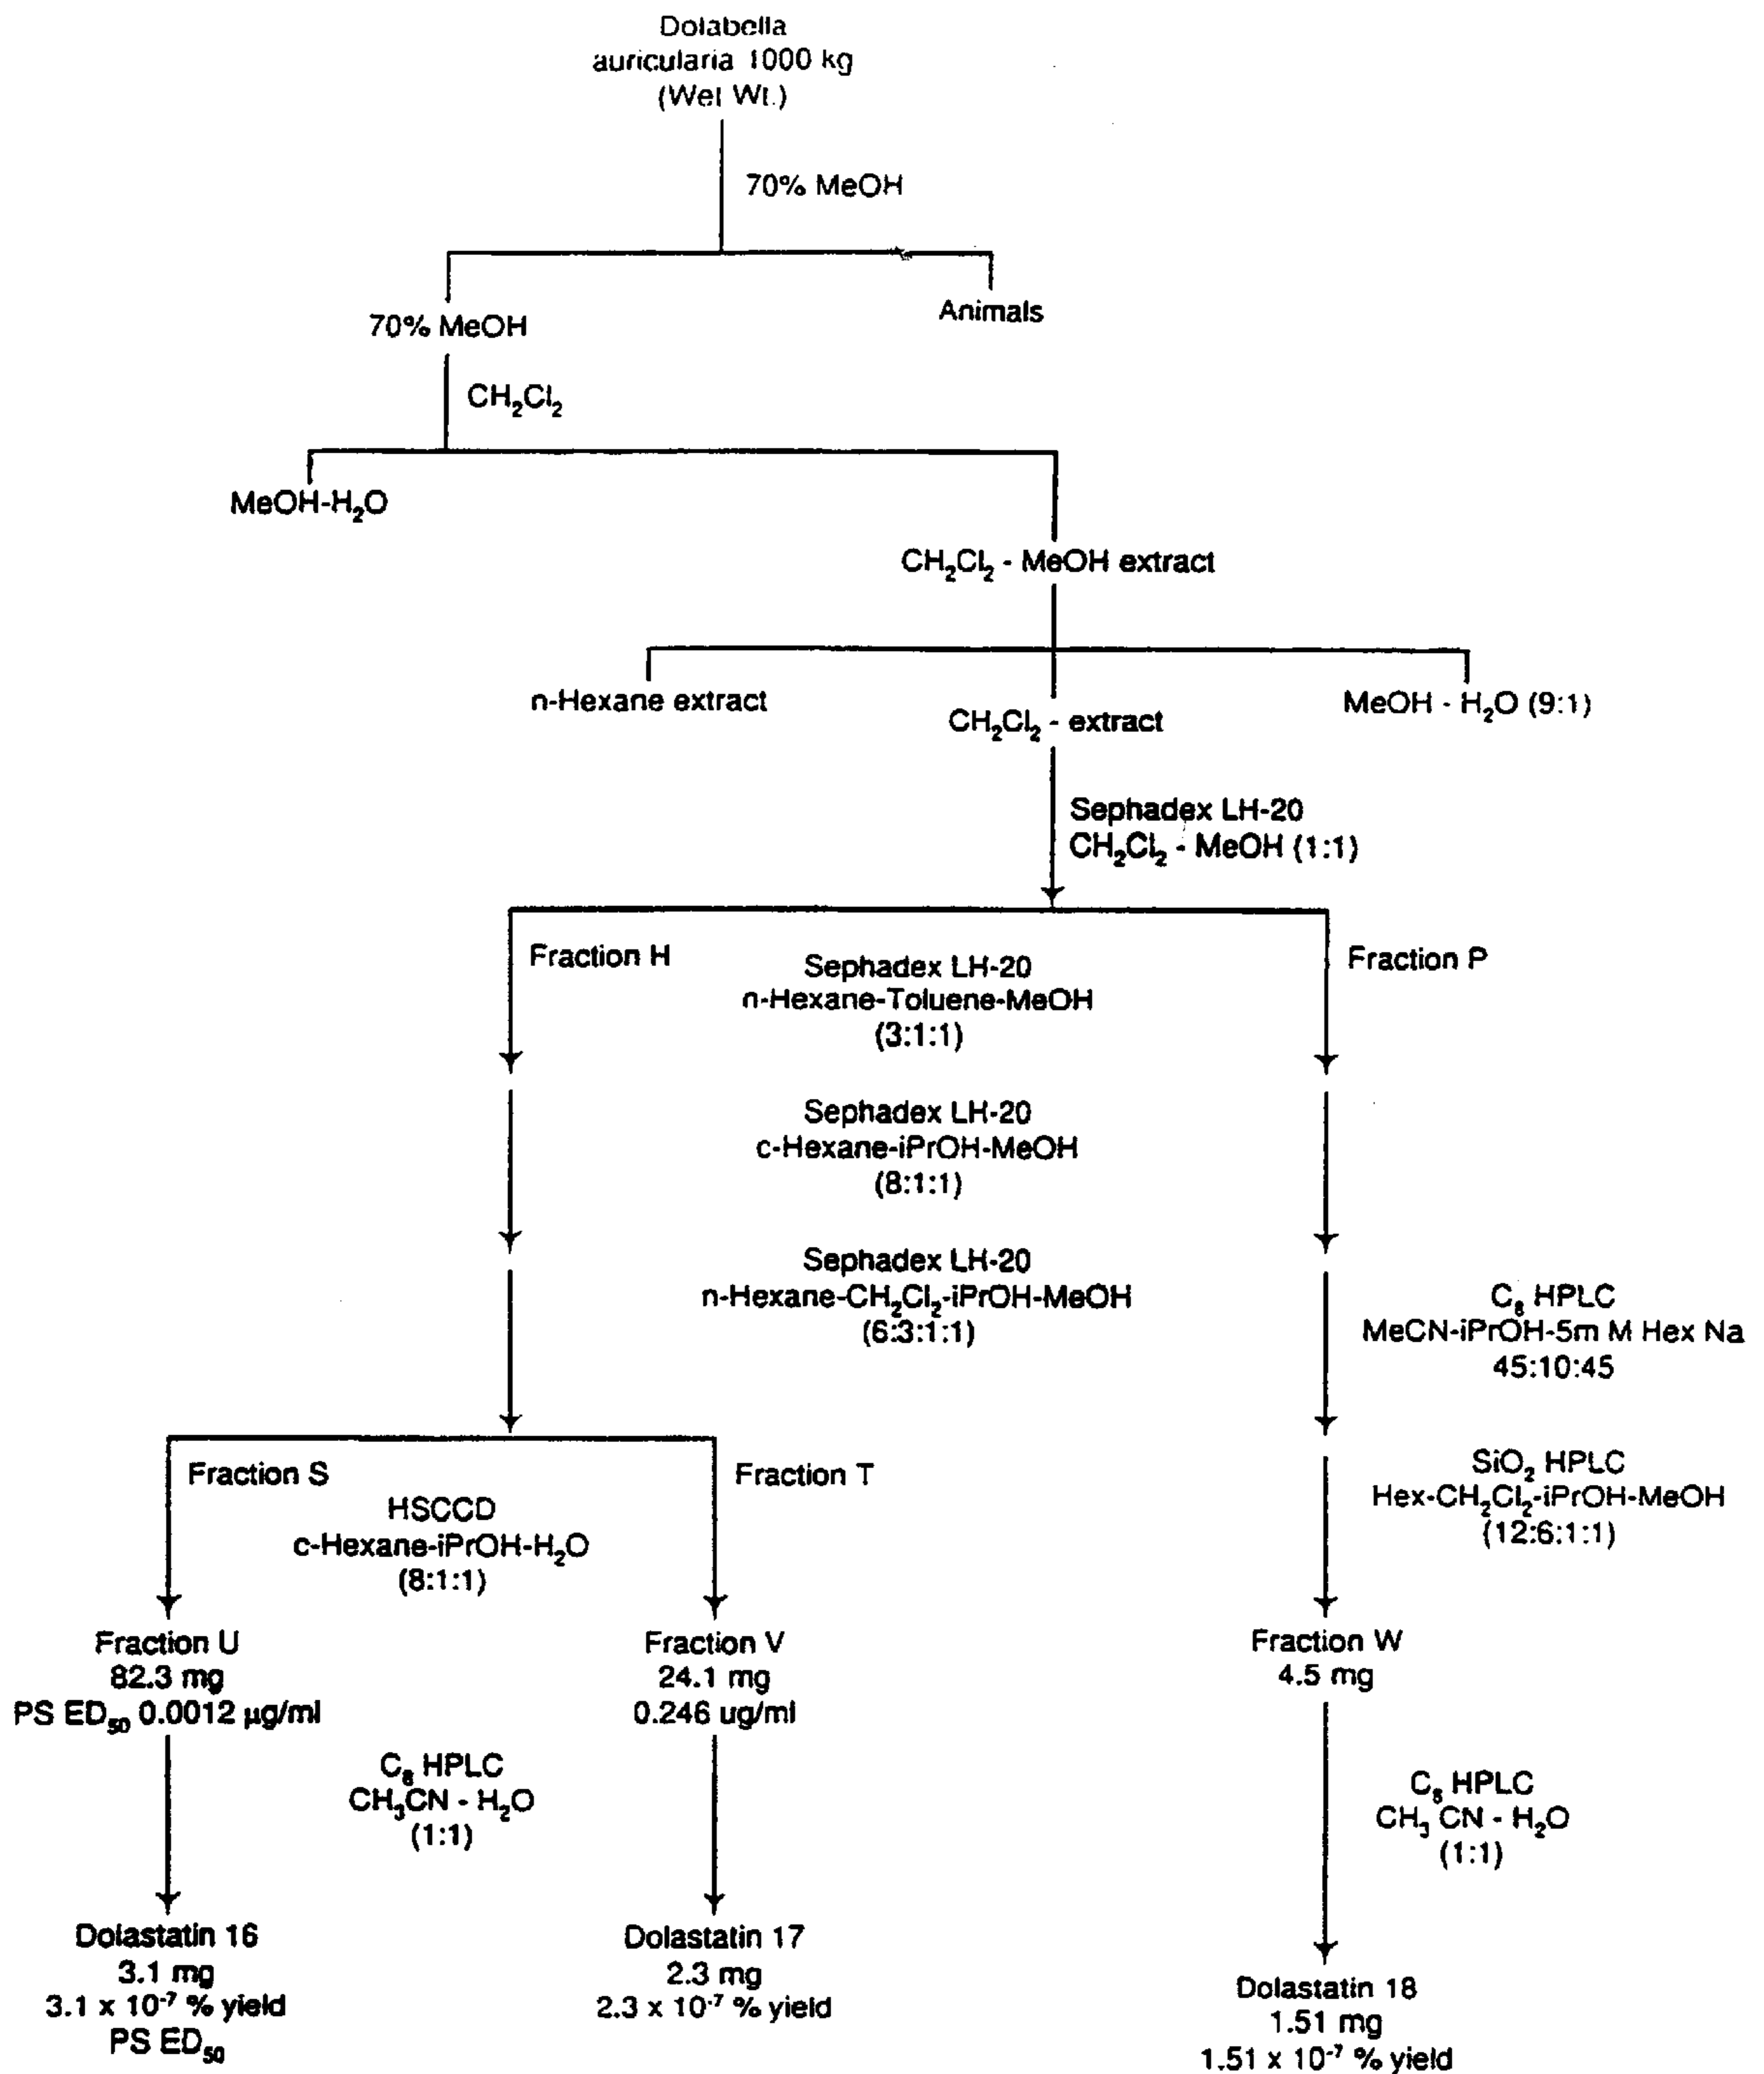 Dolabella
auricularia 1000 kg
(Wet Wt.)
70% MeOH
70% MeOH
Animals
CH₂Cl₂
MeOH-H₂O
CH₂Cl₂ - MeOH extract
n-Hexane extract
CH₂Cl₂ - extract
MeOH - H₂O (9:1)
Sephadex LH-20
CH₂Cl₂ - MeOH (1:1)
Fraction H
Fraction P
Sephadex LH-20
n-Hexane-Toluene-MeOH
(3:1:1)
Sephadex LH-20
c-Hexane-iPrOH-MeOH
(8:1:1)
Sephadex LH-20
n-Hexane-CH₂Cl₂-iPrOH-MeOH
(6:3:1:1)
C₈ HPLC
MeCN-iPrOH-5m M Hex Na
45:10:45
SiO₂ HPLC
Hex-CH₂Cl₂-iPrOH-MeOH
(12:6:1:1)
Fraction S
Fraction T
HSCCD
c-Hexane-iPrOH-H₂O
(8:1:1)
Fraction U
82.3 mg
PS ED₅₀ 0.0012 µg/ml
Fraction V
24.1 mg
0.246 ug/ml
Fraction W
4.5 mg
C₈ HPLC
CH₃CN - H₂O
(1:1)
C₈ HPLC
CH₃ CN - H₂O
(1:1)
Dolastatin 16
3.1 mg
3.1 x 10⁻⁷ % yield
PS ED₅₀
Dolastatin 17
2.3 mg
2.3 x 10⁻⁷ % yield
Dolastatin 18
1.51 mg
1.51 x 10⁻⁷ % yield